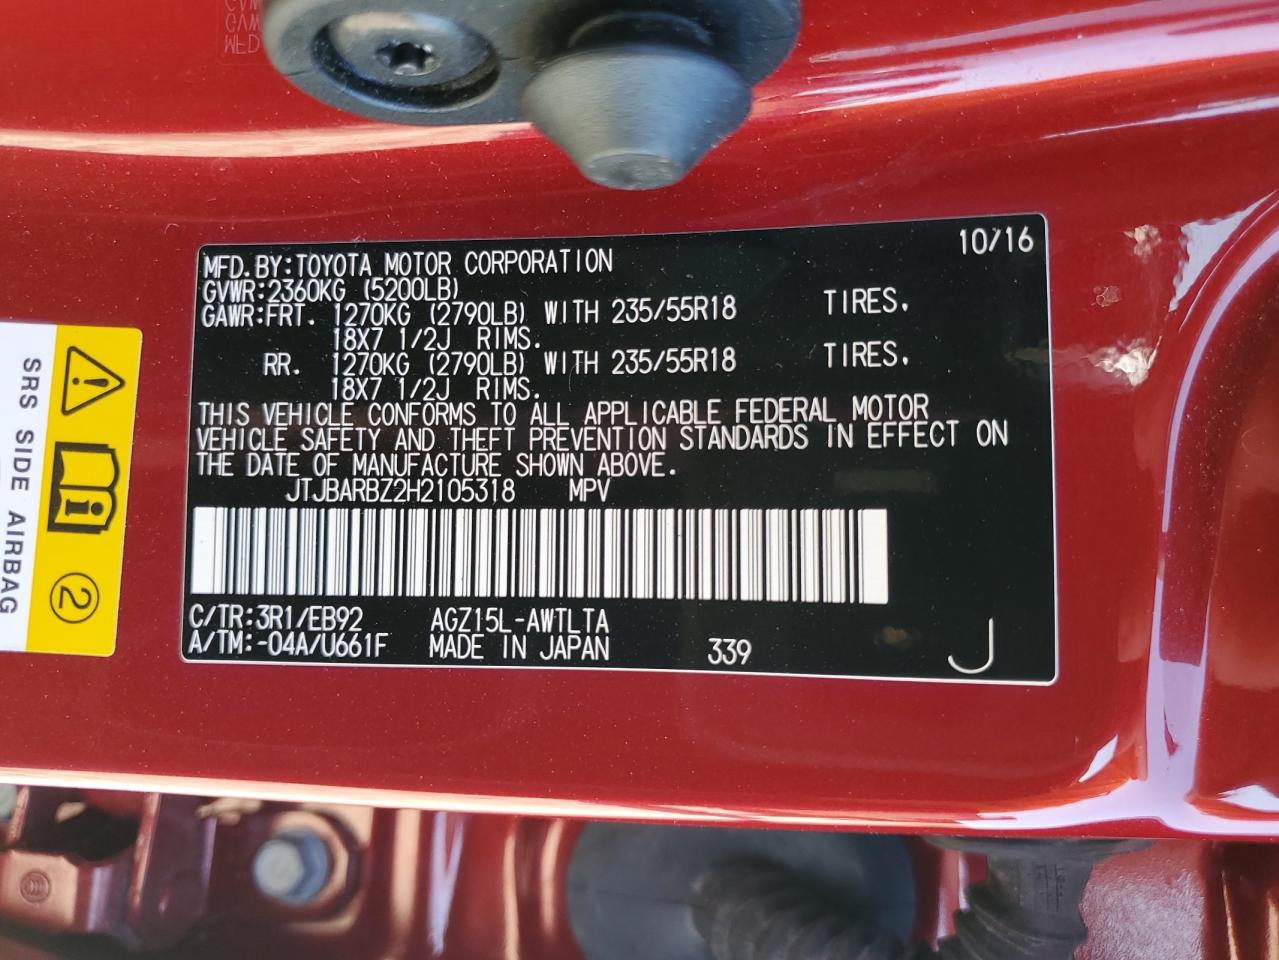 10/16
MFD.BY:TOYOTA MOTOR CORPORATION
GVWR:2360KG (5200LB)
GAWR:FRT. 1270KG (2790LB) WITH 235/55R18 TIRES.
18X7 1/2J RIMS.
RR. 1270KG (2790LB) WITH 235/55R18 TIRES.
18X7 1/2J RIMS.
THIS VEHICLE CONFORMS TO ALL APPLICABLE FEDERAL MOTOR
VEHICLE SAFETY AND THEFT PREVENTION STANDARDS IN EFFECT ON
THE DATE OF MANUFACTURE SHOWN ABOVE.
JTJBARBZ2H2105318 MPV
C/TR:3R1/EB92 AGZ15L-AWTLTA
A/TM:-04A/U661F MADE IN JAPAN 339 J
SRS SIDE AIRBAG
2